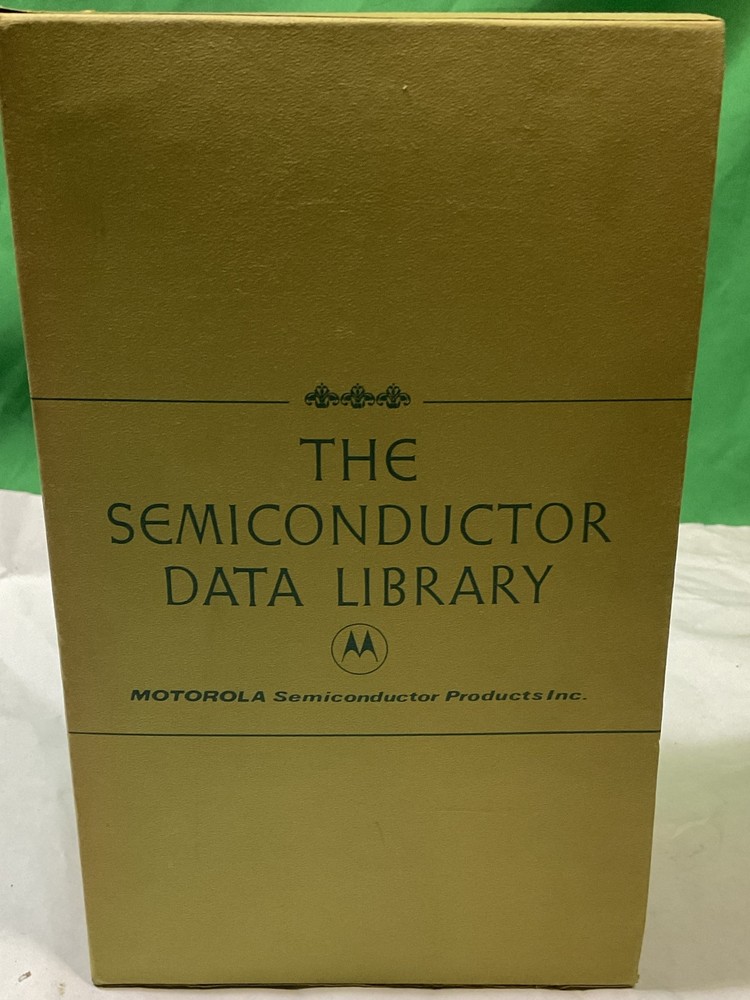 THE
SEMICONDUCTOR
DATA LIBRARY
MOTOROLA Semiconductor Products Inc.